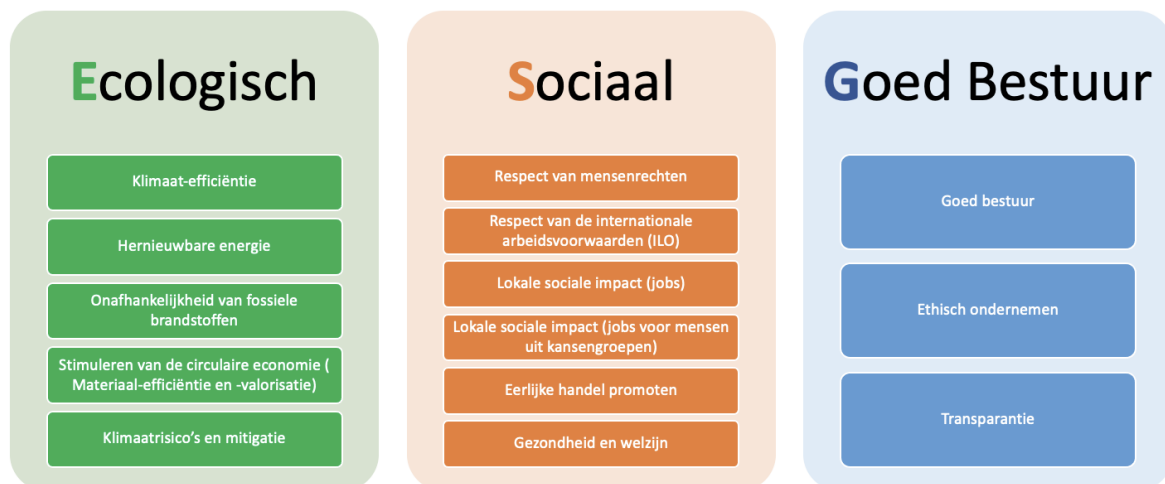 Ecologisch
Klimaat-efficiëntie
Hernieuwbare energie
Onafhankelijkheid van fossiele
brandstoffen
Stimuleren van de circulaire economie (
Materiaal-efficiëntie en -valorisatie)
Klimaatrisico's en mitigatie
Sociaal
Respect van mensenrechten
Respect van de internationale
arbeidsvoorwaarden (ILO)
Lokale sociale impact (jobs)
Lokale sociale impact (jobs voor mensen
uit kansengroepen)
Eerlijke handel promoten
Gezondheid en welzijn
Goed Bestuur
Goed bestuur
Ethisch ondernemen
Transparantie